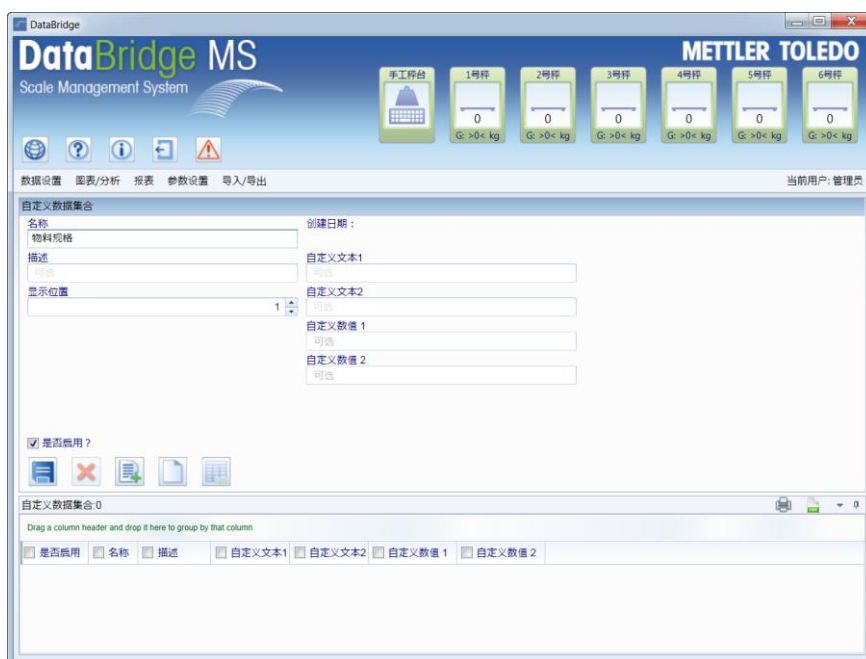 DataBridge
DataBridge MS
METTLER TOLEDO
Scale Management System
手工秤台 1号秤 2号秤 3号秤 4号秤 5号秤 6号秤
0 0 0 0 0 0
G: >0< kg G: >0< kg G: >0< kg G: >0< kg G: >0< kg G: >0< kg
数据设置 图表/分析 报表 参数设置 导入/导出 当前用户: 管理员
自定义数据集合
名称 创建日期：
物料规格
描述 自定义文本1
可选 可选
显示位置 自定义文本2
1 可选
自定义数值 1
可选
自定义数值 2
可选
是否启用？
自定义数据集合:0
Drag a column header and drop it here to group by that column
是否启用 名称 描述 自定义文本1 自定义文本2 自定义数值 1 自定义数值 2